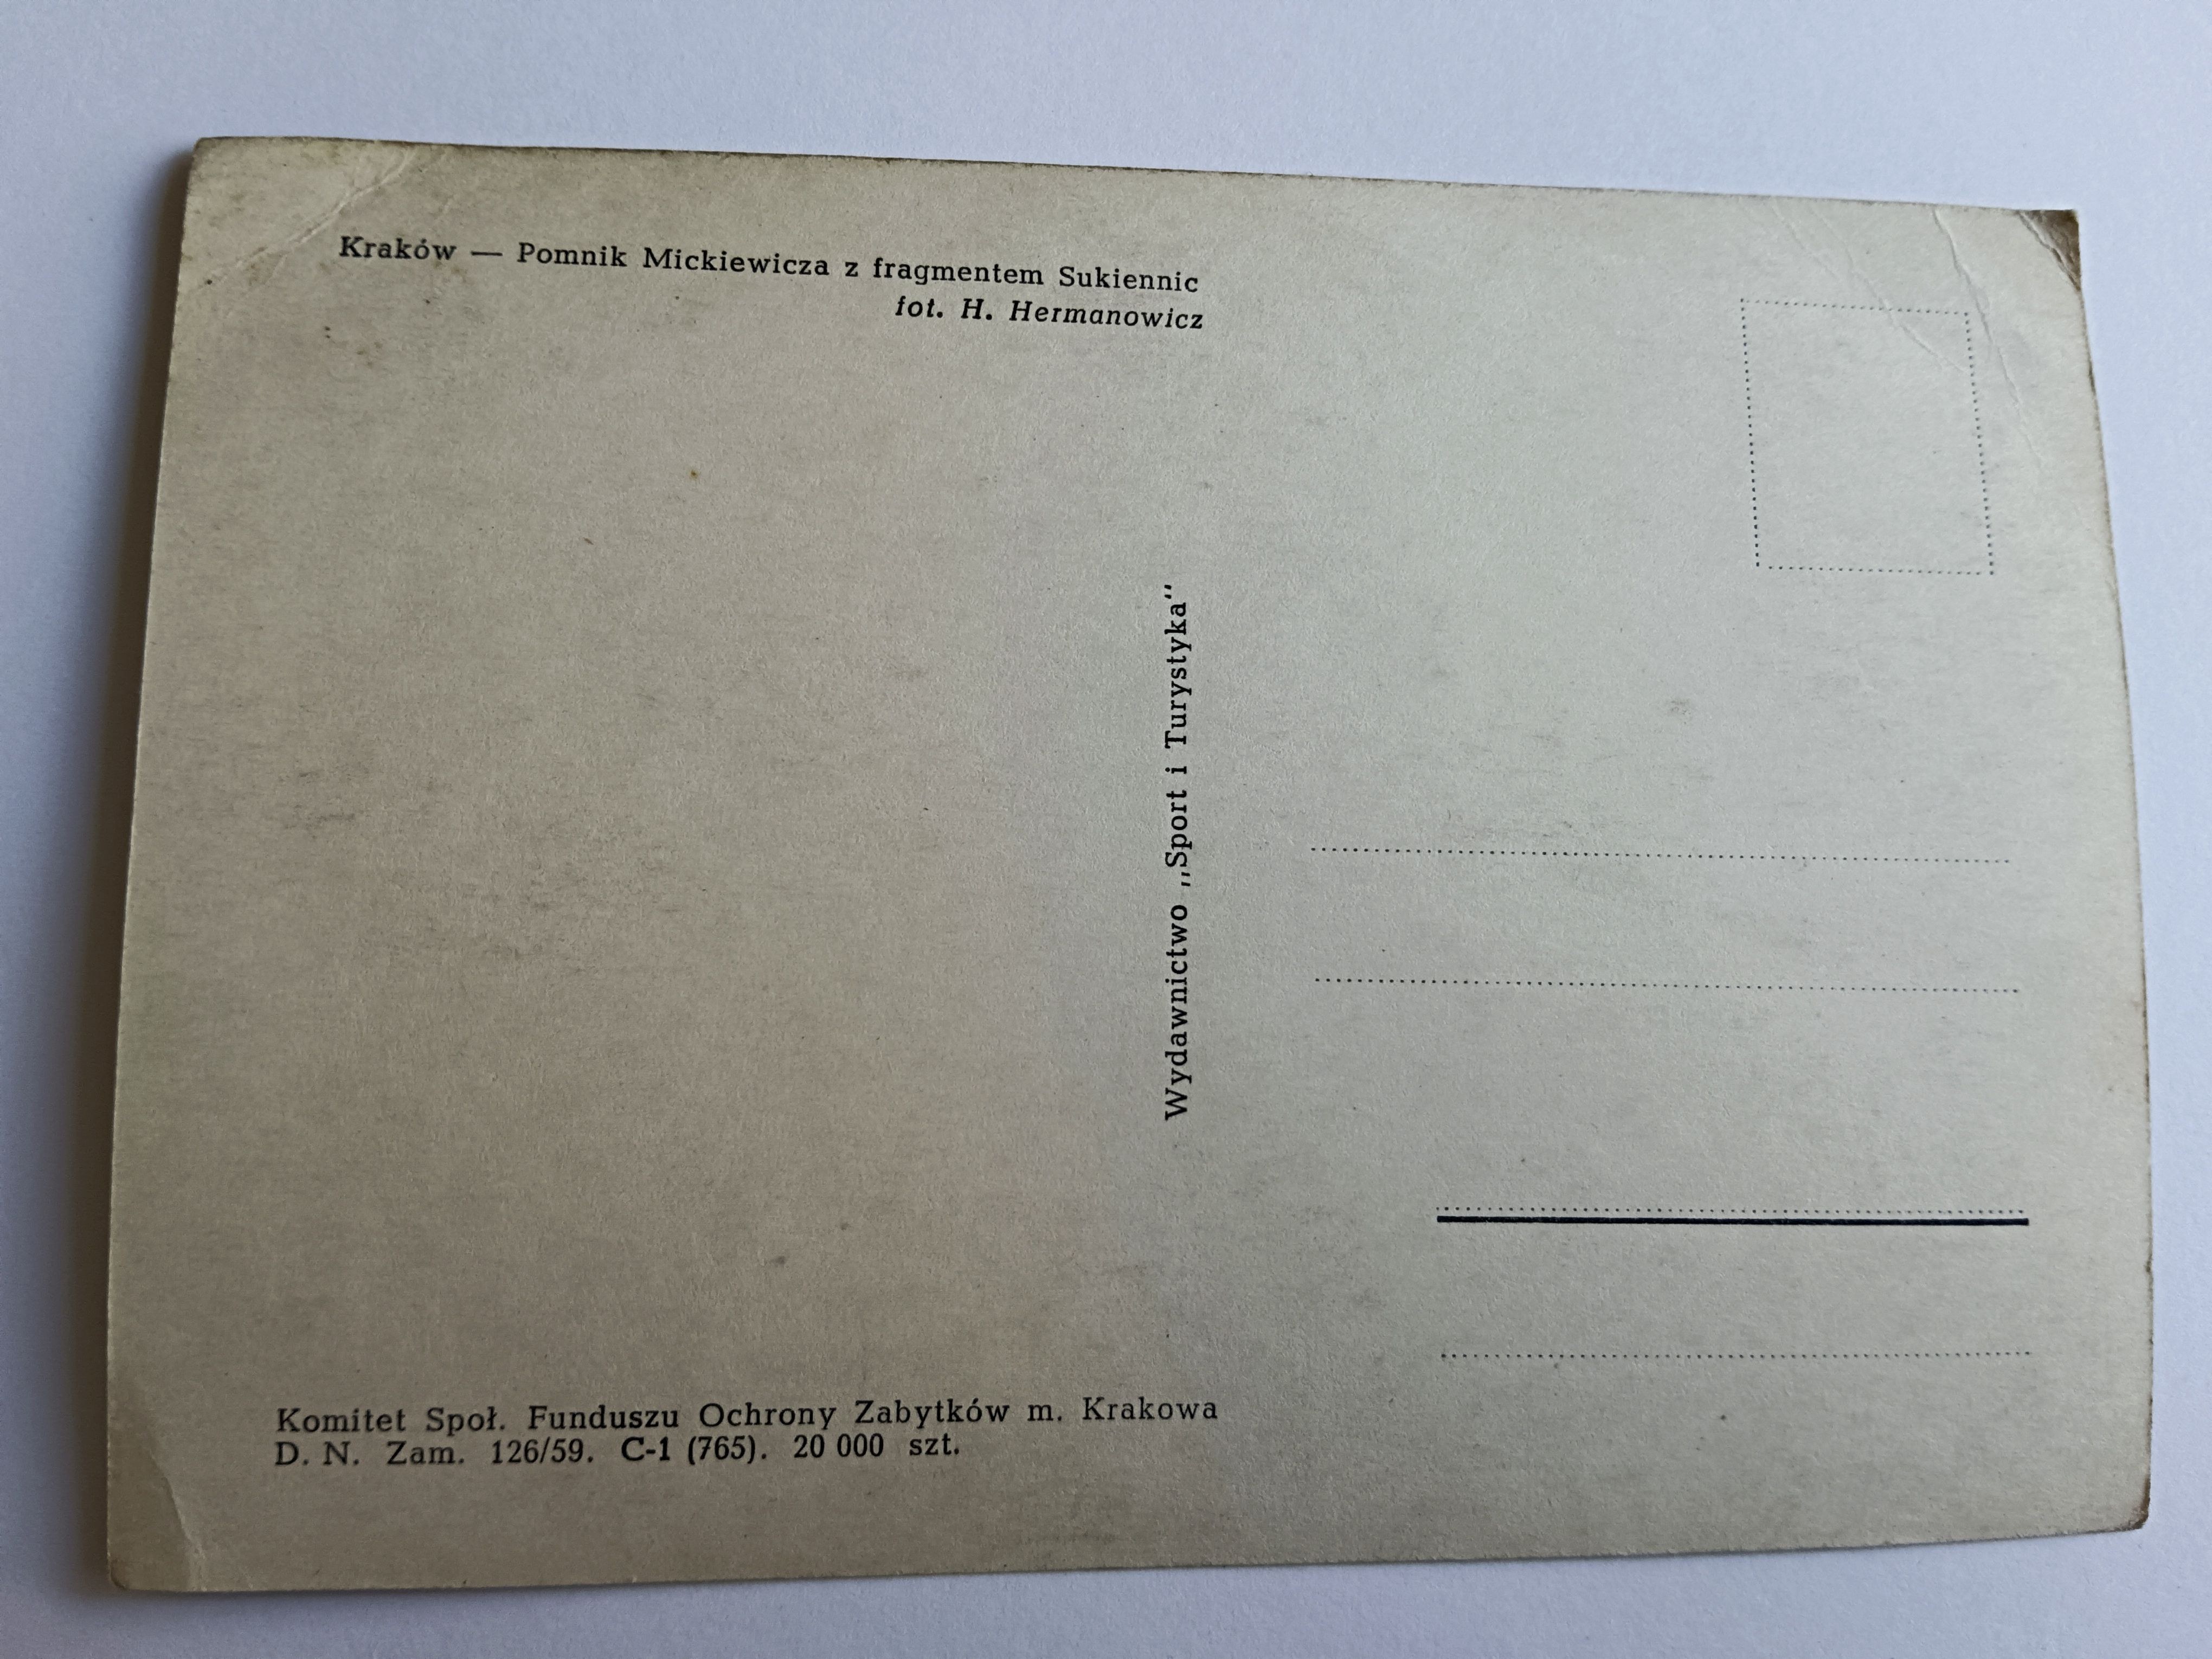 Kraków — Pomnik Mickiewicza z fragmentem Sukiennic
fot. H. Hermanowicz
Wydawnictwo „Sport i Turystyka"
Komitet Społ. Funduszu Ochrony Zabytków m. Krakowa
D. N. Zam. 126/59. C-1 (765). 20 000 szt.